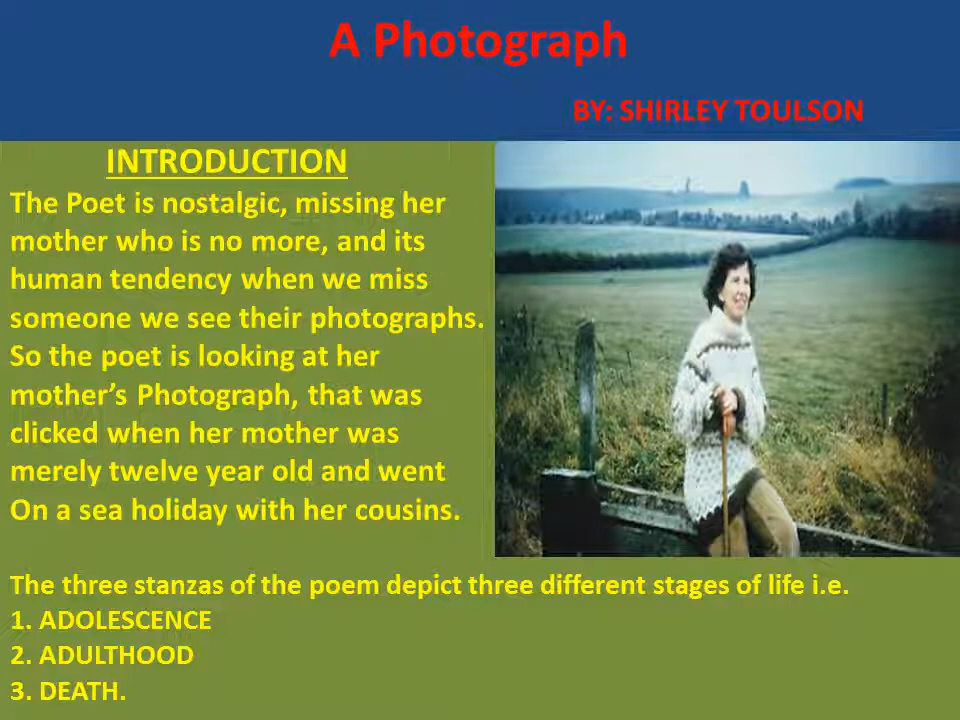 A Photograph
BY: SHIRLEY TOULSON
INTRODUCTION
The Poet is nostalgic, missing her
mother who is no more, and its
human tendency when we miss
someone we see their photographs.
So the poet is looking at her
mother’s Photograph, that was
clicked when her mother was
merely twelve year old and went
On a sea holiday with her cousins.
The three stanzas of the poem depict three different stages of life i.e.
1. ADOLESCENCE
2. ADULTHOOD
3. DEATH.